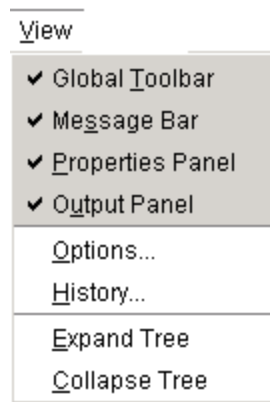 View
Global Toolbar
Message Bar
Properties Panel
Output Panel
Options...
History...
Expand Tree
Collapse Tree